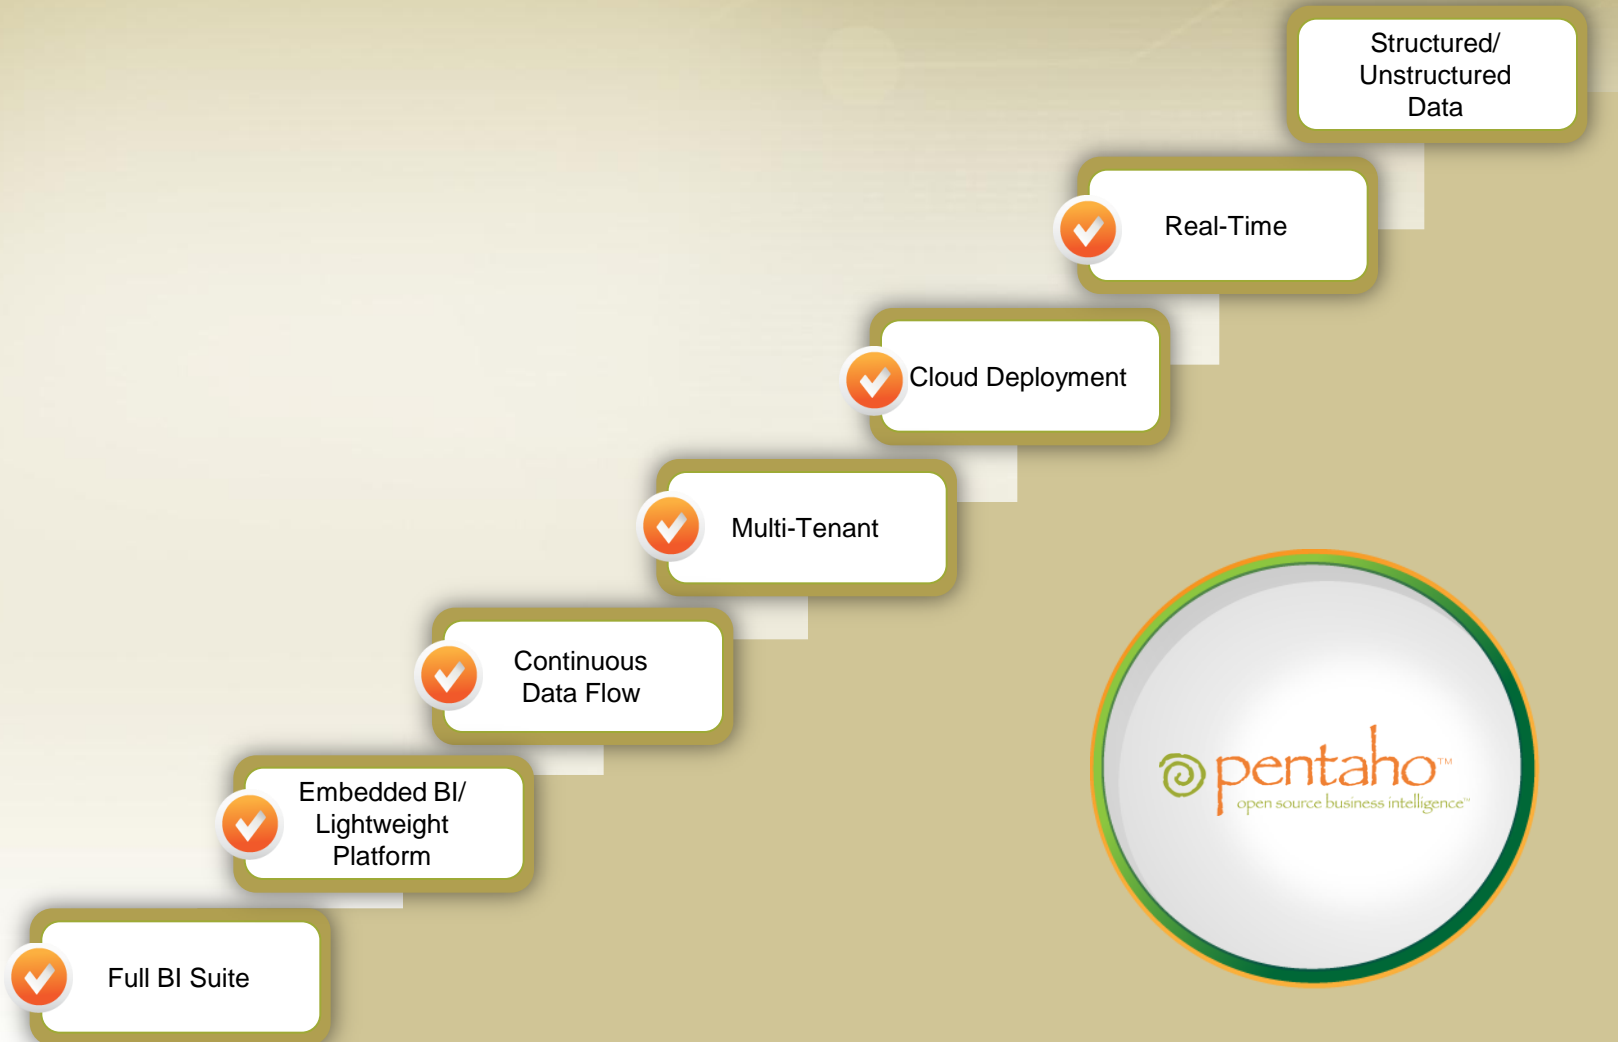 Structured/
Unstructured
Data
Real-Time
Cloud Deployment
Multi-Tenant
Continuous
Data Flow
Embedded BI/
Lightweight
Platform
Full BI Suite
pentaho™
open source business intelligence™